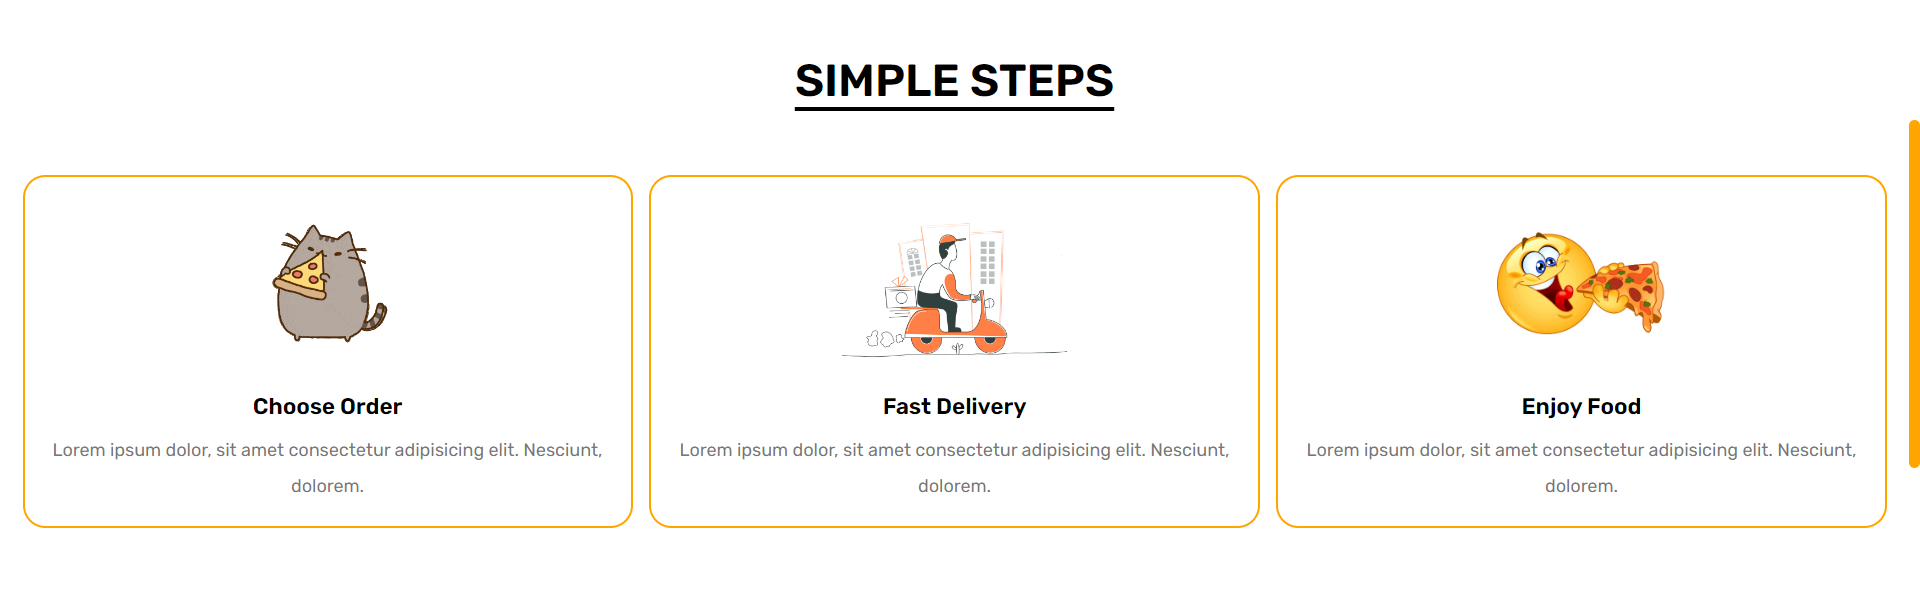 SIMPLE STEPS
Choose Order
Lorem ipsum dolor, sit amet consectetur adipisicing elit. Nesciunt,
dolorem.
Fast Delivery
Lorem ipsum dolor, sit amet consectetur adipisicing elit. Nesciunt,
dolorem.
Enjoy Food
Lorem ipsum dolor, sit amet consectetur adipisicing elit. Nesciunt,
dolorem.